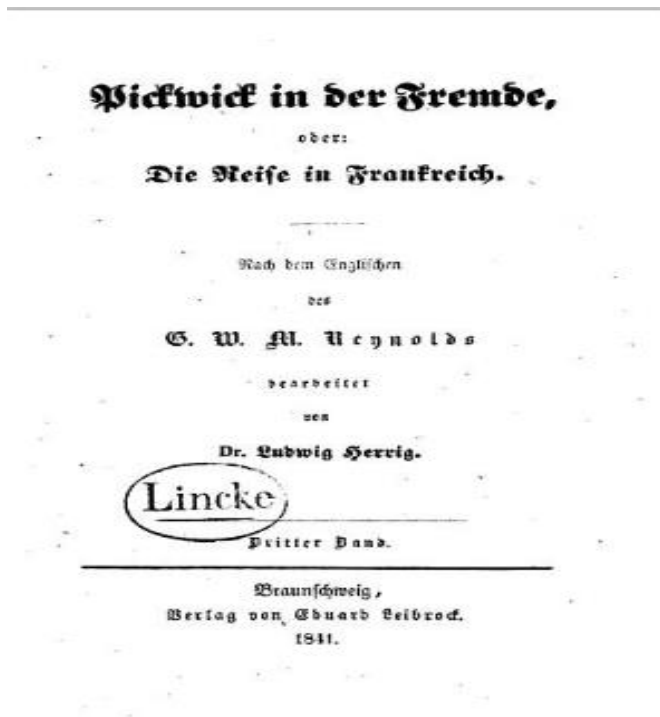 Pickwick in der Fremde,
oder:
Die Reise in Frankreich.
Nach dem Englischen
des
G. W. M. Reynolds
bearbeitet
von
Dr. Ludwig Herrig.
Lincke
Dritter Band.
Braunschweig,
Verlag von Eduard Leibrock.
1841.